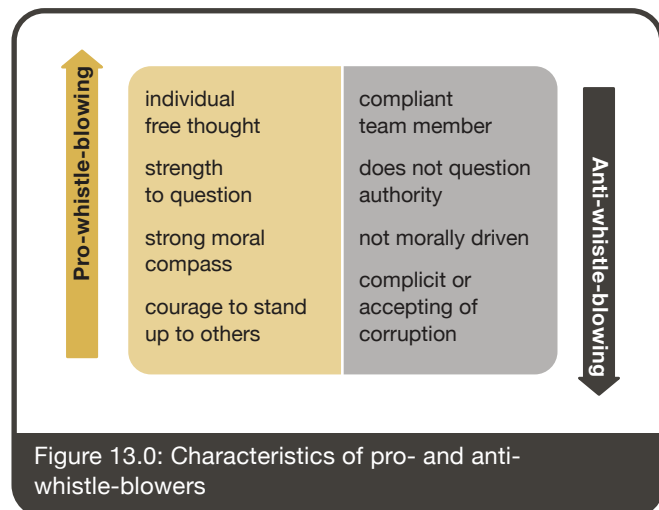 Pro-whistle-blowing
individual
free thought
strength
to question
strong moral
compass
courage to stand
up to others
compliant
team member
does not question
authority
not morally driven
complicit or
accepting of
corruption
Anti-whistle-blowing
Figure 13.0: Characteristics of pro- and anti-
whistle-blowers